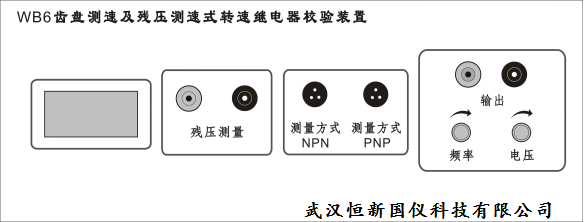 WB6齿盘测速及残压测速式转速继电器校验装置
残压测量
测量方式
NPN
测量方式
PNP
输出
频率
电压
武汉恒新国仪科技有限公司